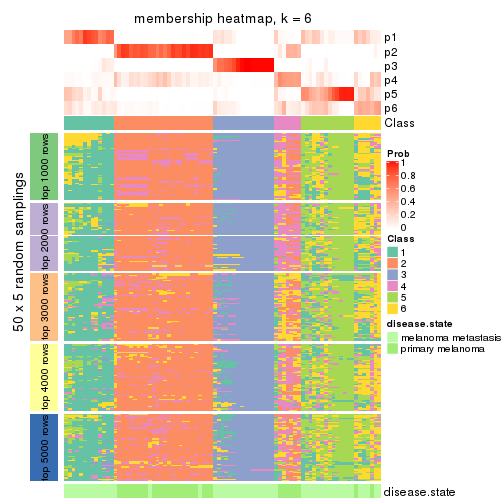 membership heatmap, k = 6
p1
p2
p3
p4
p5
p6
Class
50 x 5 random samplings
top 1000 rows
top 2000 rows
top 3000 rows
top 4000 rows
top 5000 rows
Prob
1
0.8
0.6
0.4
0.2
0
Class
1
2
3
4
5
6
disease.state
melanoma metastasis
primary melanoma
disease.state